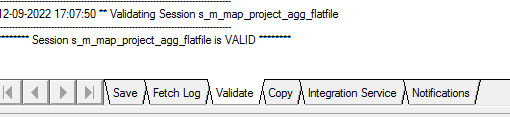 12-09-2022 17:07:50 ** Validating Session s_m_map_project_agg_flatfile
******** Session s_m_map_project_agg_flatfile is VALID ********
Save Fetch Log Validate Copy Integration Service Notifications